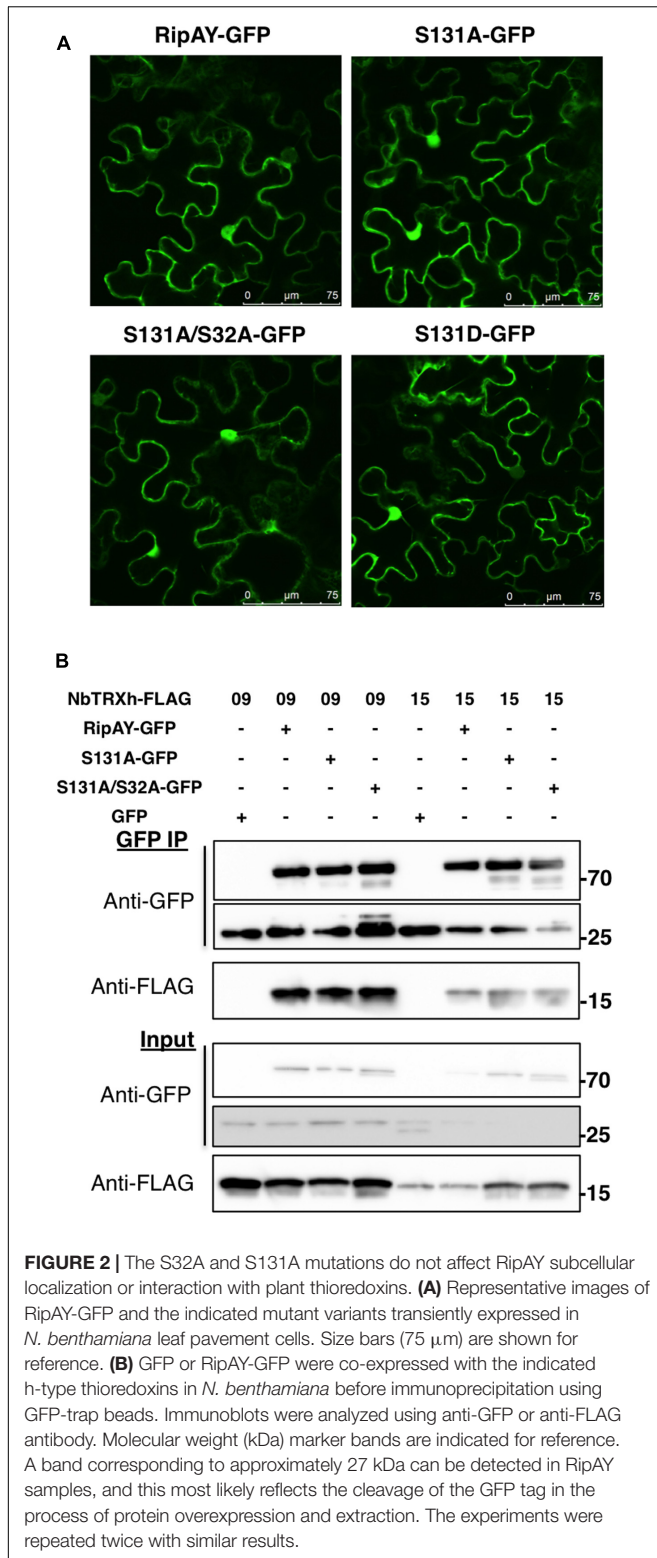 A
RipAY-GFP
S131A-GFP
0 µm 75
0 µm 75
S131A/S32A-GFP
S131D-GFP
0 µm 75
0 µm 75
B
NbTRXh-FLAG 09 09 09 09 15 15 15 15
RipAY-GFP - + - - - + - -
S131A-GFP - - + - - - + -
S131A/S32A-GFP - - - + - - - +
GFP + - - - + - - -
GFP IP
Anti-GFP
-70
-25
Anti-FLAG
-15
Input
Anti-GFP
-70
-25
Anti-FLAG
-15
FIGURE 2 | The S32A and S131A mutations do not affect RipAY subcellular
localization or interaction with plant thioredoxins. (A) Representative images of
RipAY-GFP and the indicated mutant variants transiently expressed in
N. benthamiana leaf pavement cells. Size bars (75 µm) are shown for
reference. (B) GFP or RipAY-GFP were co-expressed with the indicated
h-type thioredoxins in N. benthamiana before immunoprecipitation using
GFP-trap beads. Immunoblots were analyzed using anti-GFP or anti-FLAG
antibody. Molecular weight (kDa) marker bands are indicated for reference.
A band corresponding to approximately 27 kDa can be detected in RipAY
samples, and this most likely reflects the cleavage of the GFP tag in the
process of protein overexpression and extraction. The experiments were
repeated twice with similar results.